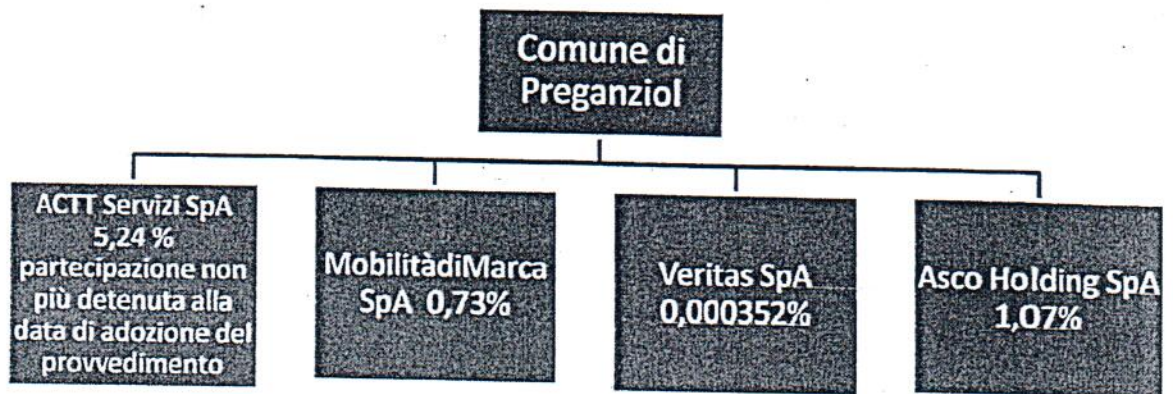 Comune di
Preganziol
ACTT Servizi SpA
5,24 %
partecipazione non
più detenuta alla
data di adozione del
provvedimento
MobilitàdiMarca
SpA 0,73%
Veritas SpA
0,000352%
Asco Holding SpA
1,07%